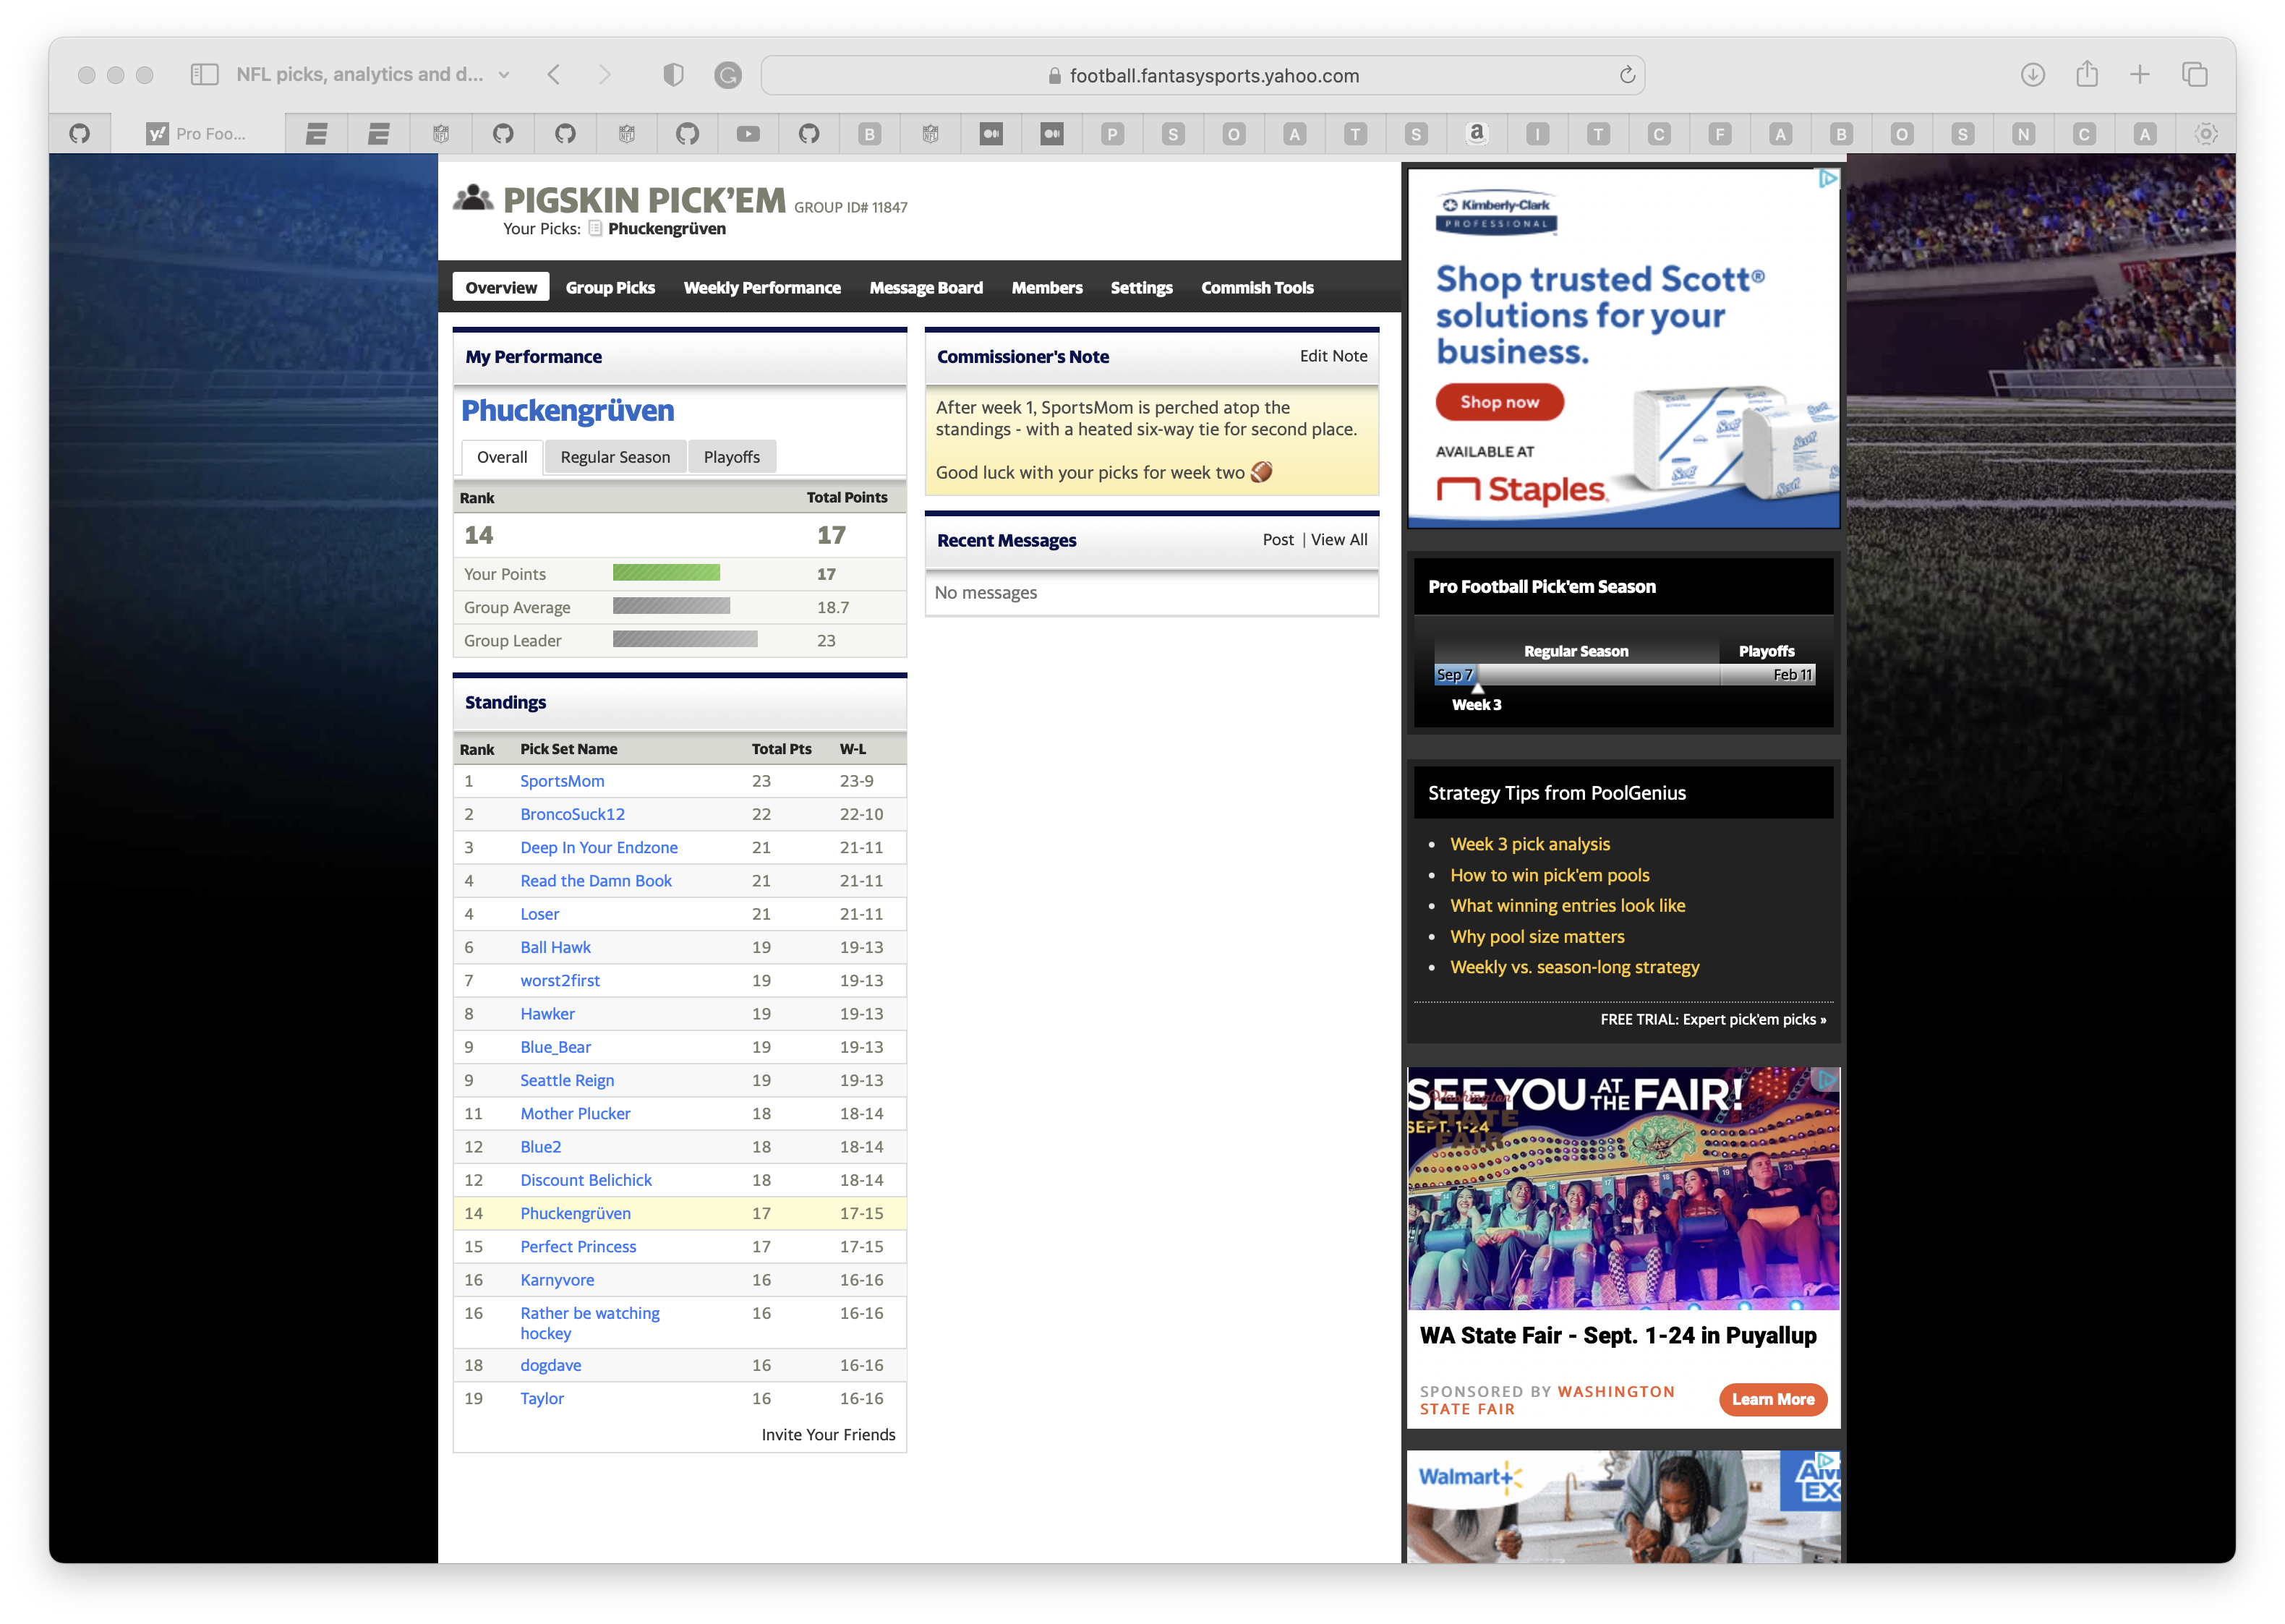 NFL picks, analytics and d...
football.fantasysports.yahoo.com
y! Pro Foo...
B
P S O A T S a I T C F A B O S N C A
PIGSKIN PICK'EM GROUP ID# 11847
Your Picks: Phuckengrüven
Overview Group Picks Weekly Performance Message Board Members Settings Commish Tools
My Performance
Phuckengrüven
Overall Regular Season Playoffs
Rank Total Points
14 17
Your Points 17
Group Average 18.7
Group Leader 23
Standings
Rank Pick Set Name Total Pts W-L
1 SportsMom 23 23-9
2 BroncoSuck12 22 22-10
3 Deep In Your Endzone 21 21-11
4 Read the Damn Book 21 21-11
4 Loser 21 21-11
6 Ball Hawk 19 19-13
7 worst2first 19 19-13
8 Hawker 19 19-13
9 Blue_Bear 19 19-13
9 Seattle Reign 19 19-13
11 Mother Plucker 18 18-14
12 Blue2 18 18-14
12 Discount Belichick 18 18-14
14 Phuckengrüven 17 17-15
15 Perfect Princess 17 17-15
16 Karnyvore 16 16-16
16 Rather be watching 16 16-16
hockey
18 dogdave 16 16-16
19 Taylor 16 16-16
Invite Your Friends
Commissioner's Note Edit Note
After week 1, SportsMom is perched atop the
standings - with a heated six-way tie for second place.
Good luck with your picks for week two 🏈
Recent Messages Post | View All
No messages
Kimberly-Clark
PROFESSIONAL
Shop trusted Scott®
solutions for your
business.
Shop now
AVAILABLE AT
Staples
Scott
Scott
Pro Football Pick'em Season
Regular Season Playoffs
Sep 7 Feb 11
Week 3
Strategy Tips from PoolGenius
• Week 3 pick analysis
• How to win pick'em pools
• What winning entries look like
• Why pool size matters
• Weekly vs. season-long strategy
FREE TRIAL: Expert pick'em picks »
SEE YOU AT THE FAIR!
Washington
STATE
FAIR
SEPT. 1-24
WA State Fair - Sept. 1-24 in Puyallup
SPONSORED BY WASHINGTON
STATE FAIR
Learn More
Walmart+
AM
EX